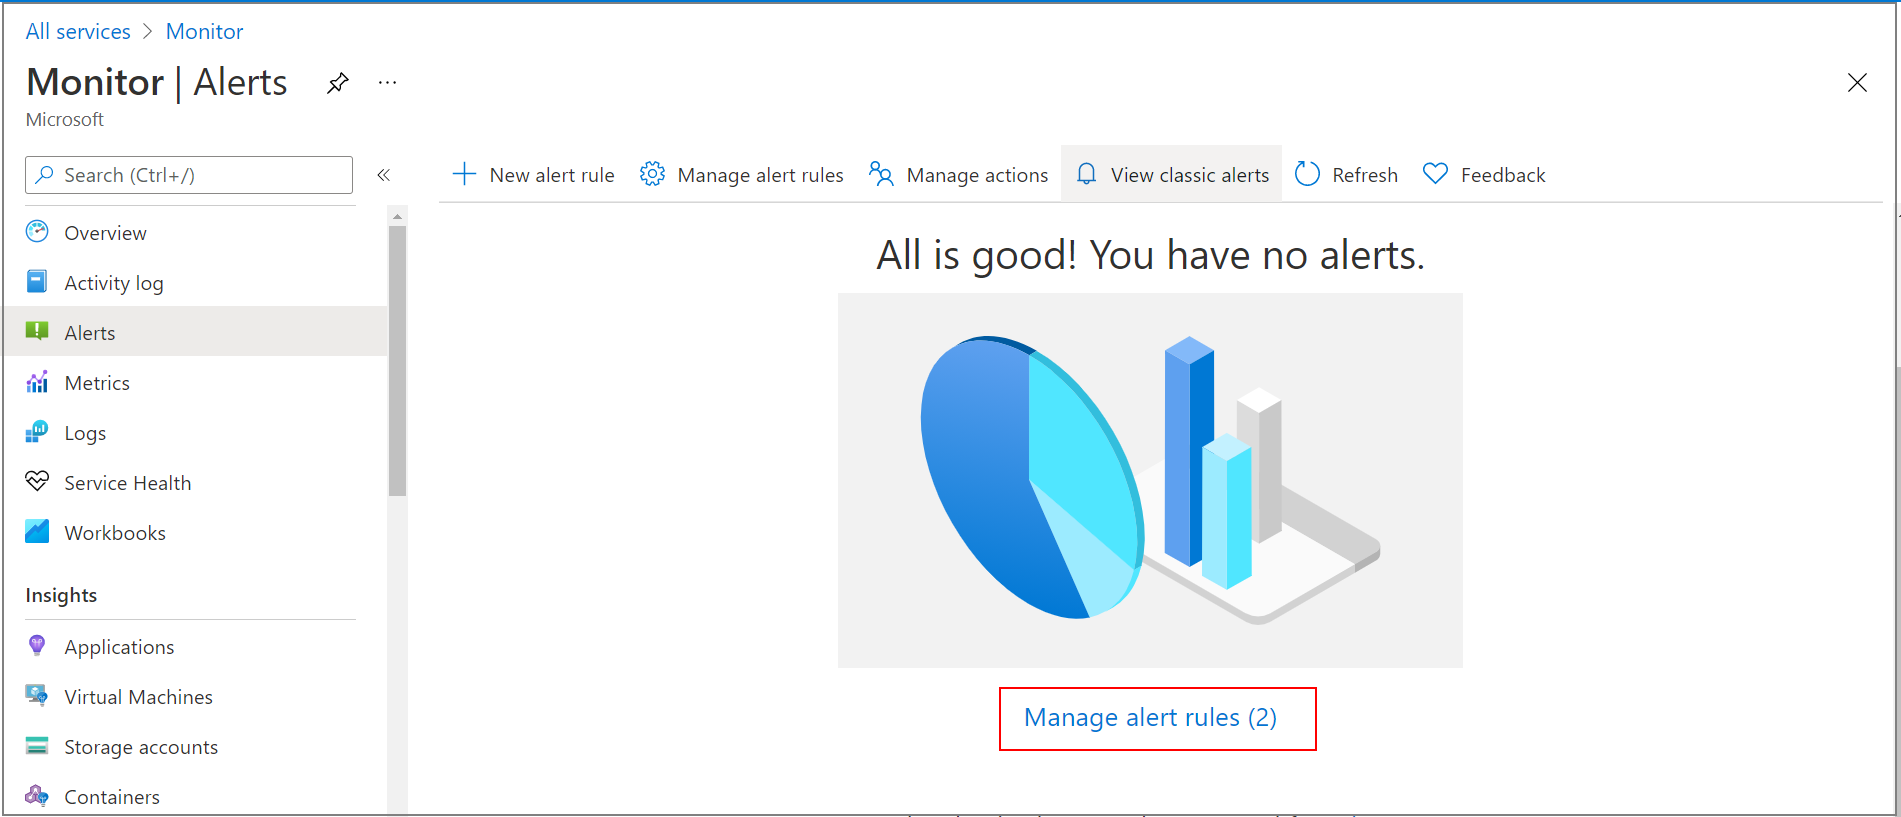 All services > Monitor
Monitor | Alerts ...
Microsoft
Search (Ctrl+/)
«
New alert rule
Manage alert rules
Manage actions
View classic alerts
Refresh
Feedback
Overview
Activity log
Alerts
Metrics
Logs
Service Health
Workbooks
Insights
Applications
Virtual Machines
Storage accounts
Containers
All is good! You have no alerts.
Manage alert rules (2)